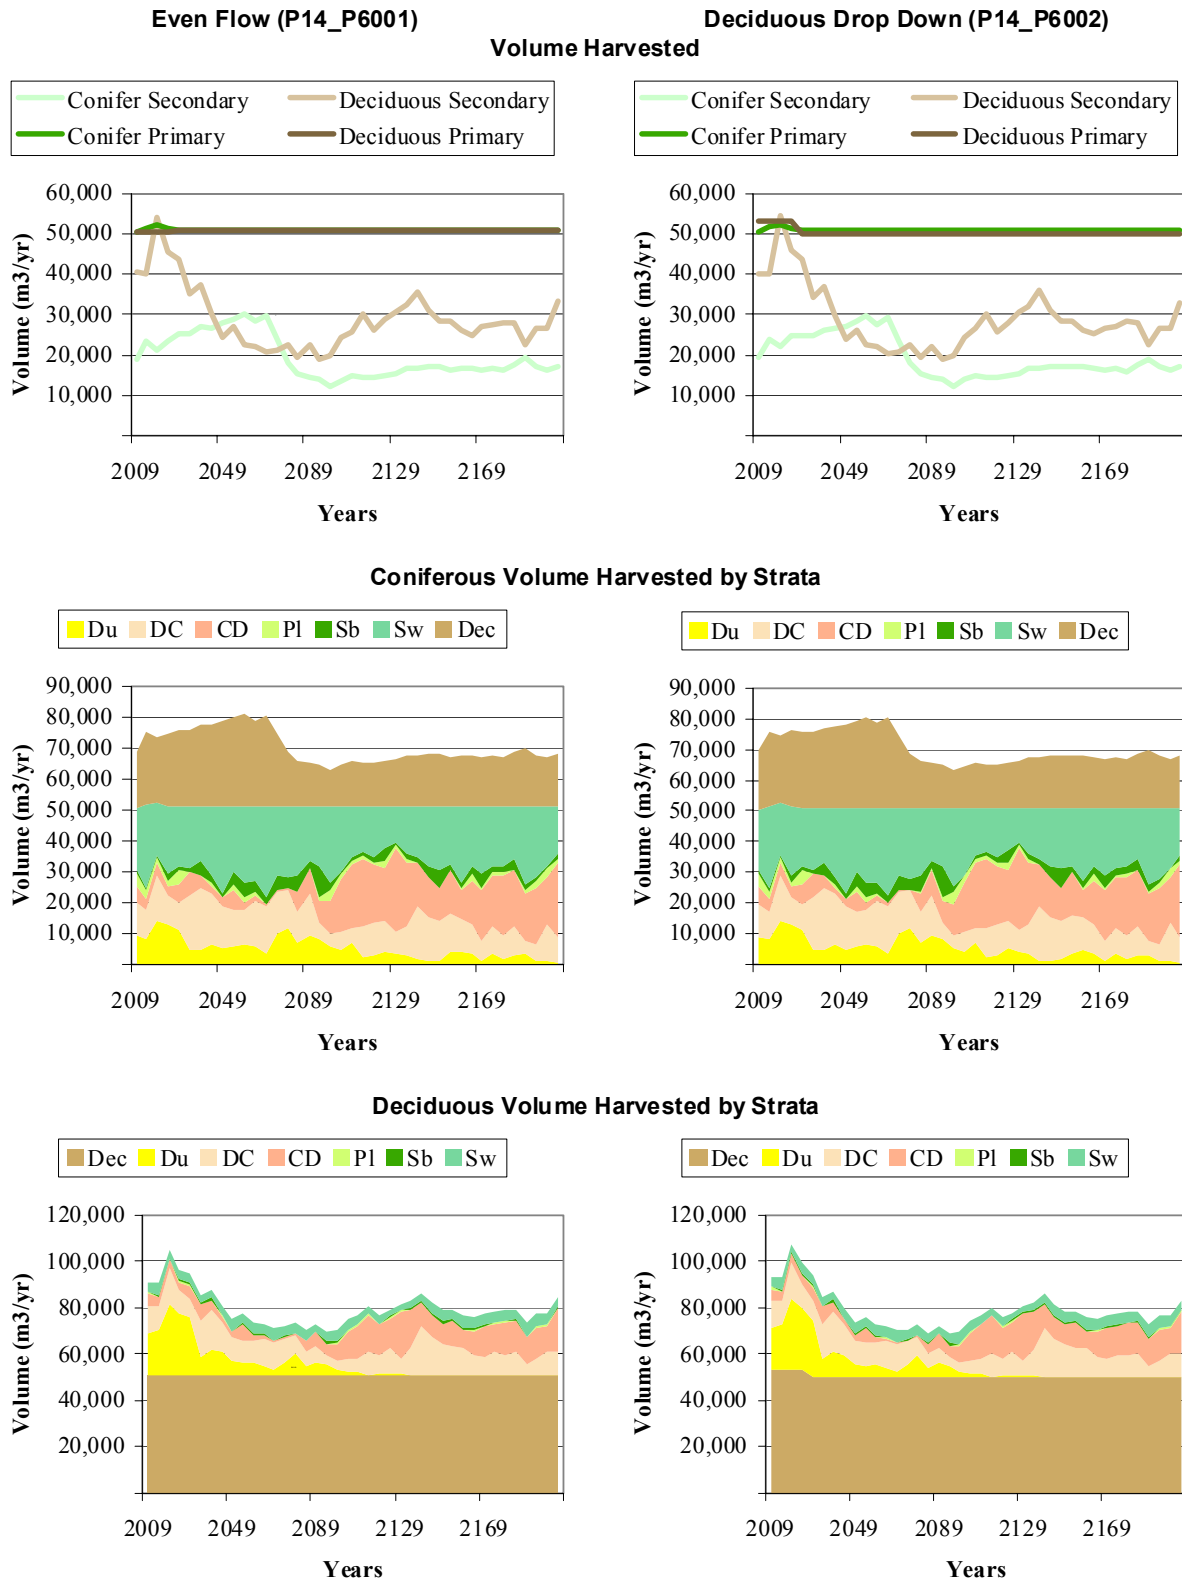 Even Flow (P14_P6001) Deciduous Drop Down (P14_P6002)
Volume Harvested
Conifer Secondary Deciduous Secondary
Conifer Primary Deciduous Primary
Conifer Secondary Deciduous Secondary
Conifer Primary Deciduous Primary
Volume (m3/yr)
60,000
50,000
40,000
30,000
20,000
10,000
2009 2049 2089 2129 2169
Years
Volume (m3/yr)
60,000
50,000
40,000
30,000
20,000
10,000
2009 2049 2089 2129 2169
Years
Coniferous Volume Harvested by Strata
Du DC CD Pl Sb Sw Dec
Du DC CD Pl Sb Sw Dec
Volume (m3/yr)
90,000
80,000
70,000
60,000
50,000
40,000
30,000
20,000
10,000
2009 2049 2089 2129 2169
Years
Volume (m3/yr)
90,000
80,000
70,000
60,000
50,000
40,000
30,000
20,000
10,000
2009 2049 2089 2129 2169
Years
Deciduous Volume Harvested by Strata
Dec Du DC CD Pl Sb Sw
Dec Du DC CD Pl Sb Sw
Volume (m3/yr)
120,000
100,000
80,000
60,000
40,000
20,000
2009 2049 2089 2129 2169
Years
Volume (m3/yr)
120,000
100,000
80,000
60,000
40,000
20,000
2009 2049 2089 2129 2169
Years